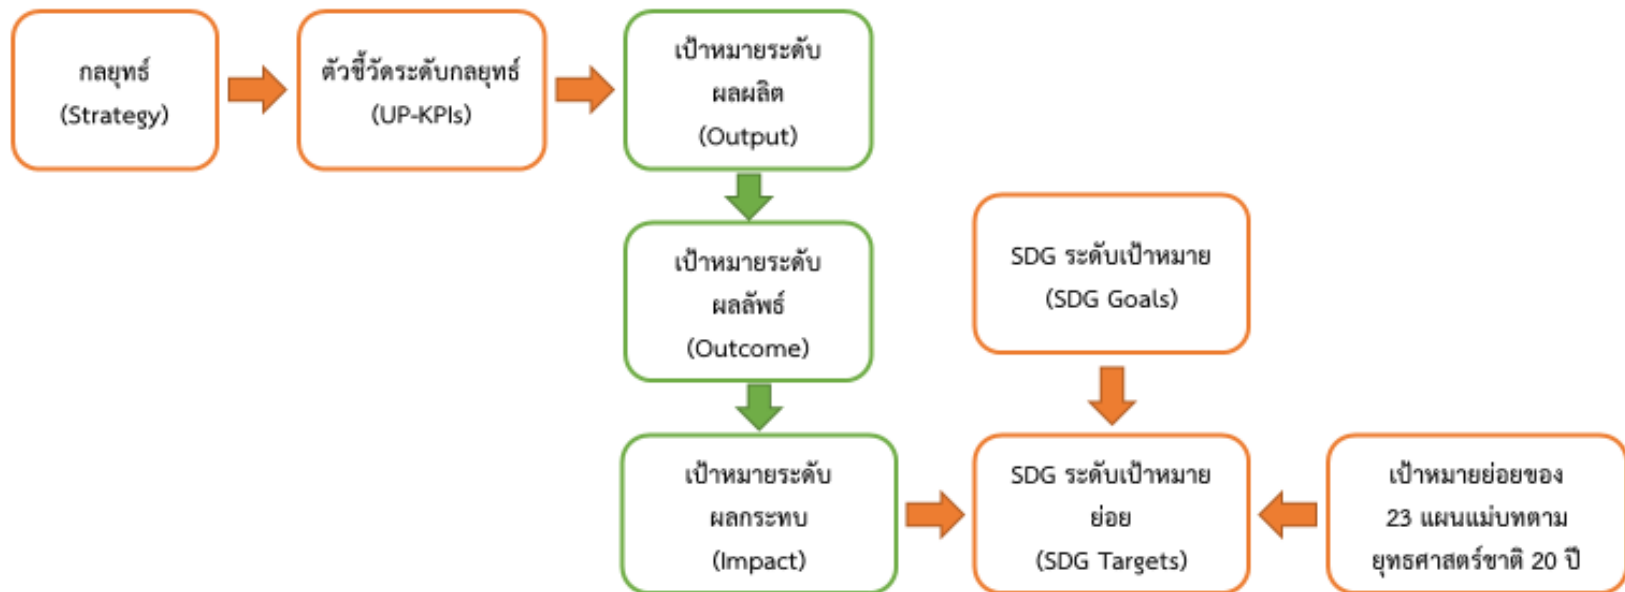 กลยุทธ์
(Strategy)
ตัวชี้วัดระดับกลยุทธ์
(UP-KPIs)
เป้าหมายระดับ
ผลผลิต
(Output)
เป้าหมายระดับ
ผลลัพธ์
(Outcome)
SDG ระดับเป้าหมาย
(SDG Goals)
เป้าหมายระดับ
ผลกระทบ
(Impact)
SDG ระดับเป้าหมาย
ย่อย
(SDG Targets)
เป้าหมายย่อยของ
23 แผนแม่บทตาม
ยุทธศาสตร์ชาติ 20 ปี